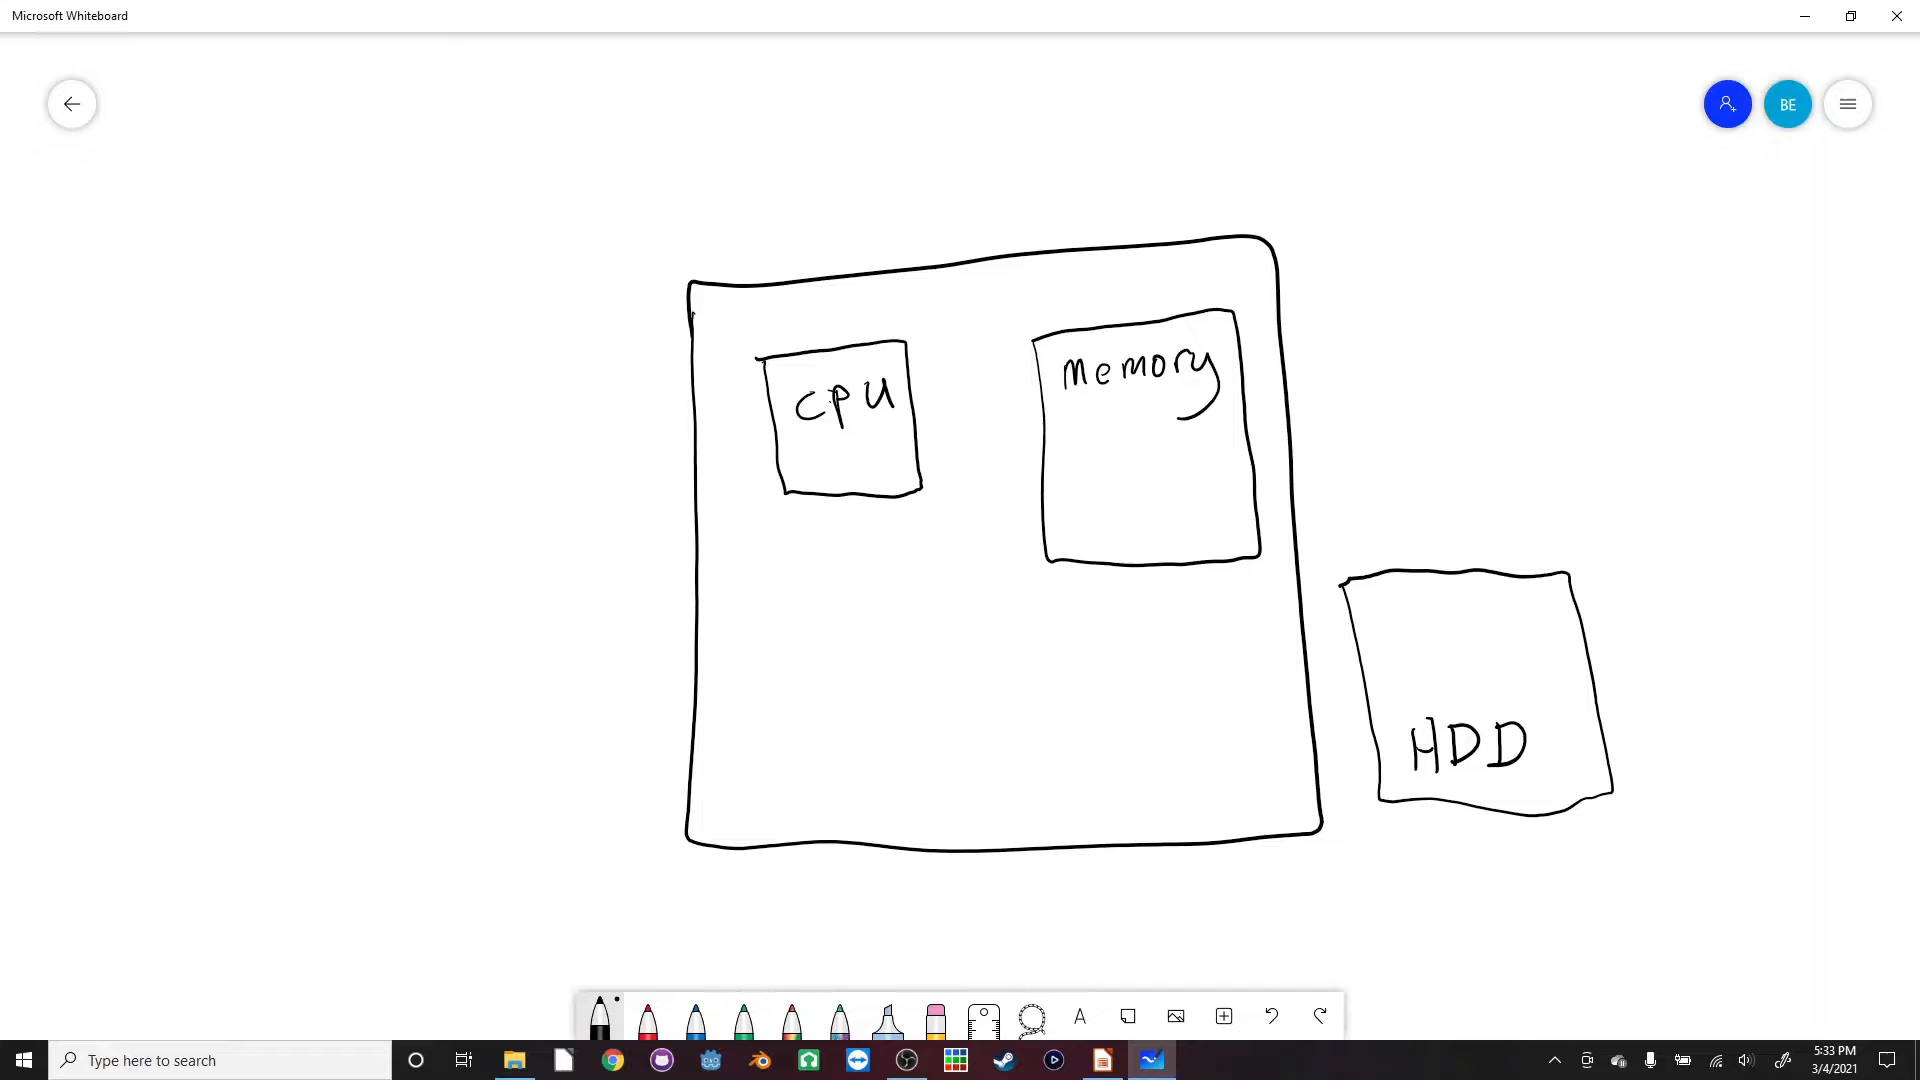 Microsoft Whiteboard
BE
CPU
Memory
HDD
A
Type here to search
5:33 PM
3/4/2021